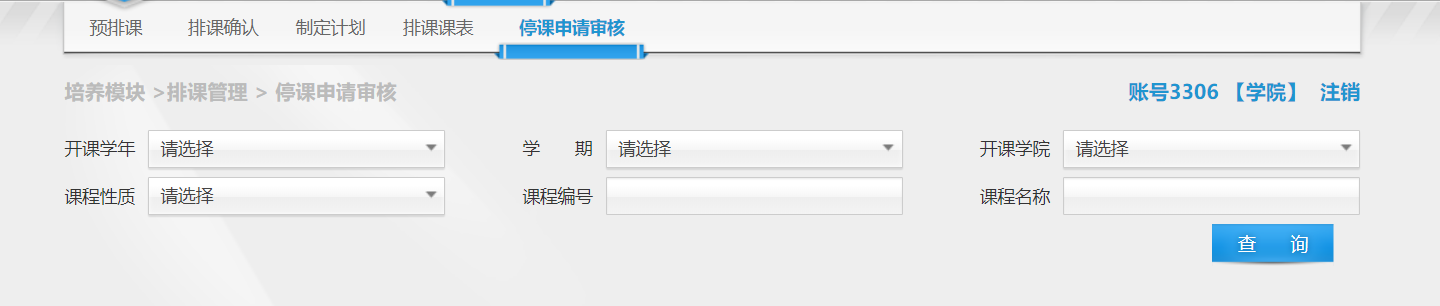 预排课 排课确认 制定计划 排课课表 停课申请审核
培养模块 >排课管理 > 停课申请审核 账号3306 【学院】 注销
开课学年 请选择 学 期 请选择 开课学院 请选择
课程性质 请选择 课程编号 课程名称
查 询